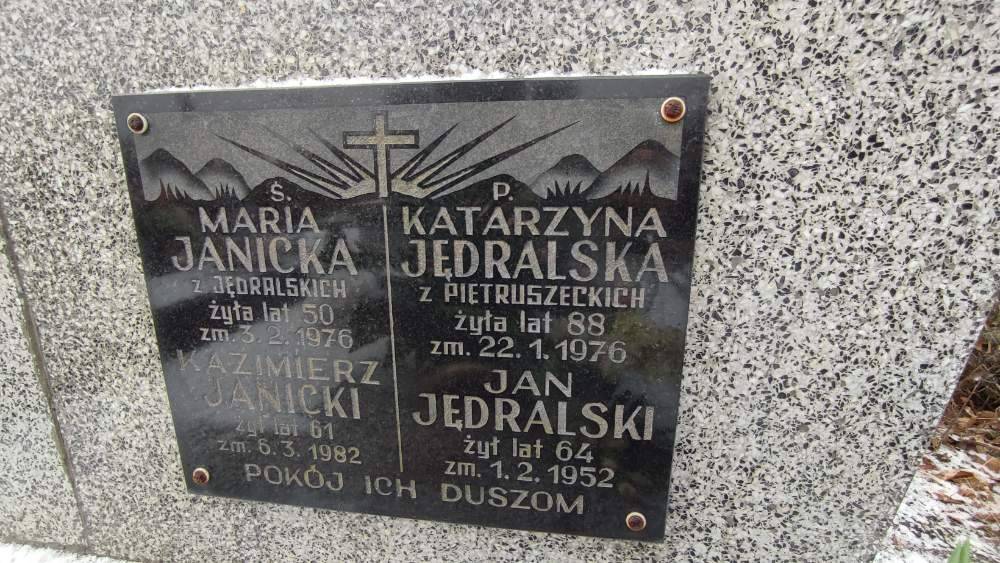 Ś. P.
MARIA
JANICKA
z JĘDRALSKICH
żyła lat 50
zm. 3. 2. 1976
KAZIMIERZ
JANICKI
żył lat 61
zm. 6. 3. 1982
KATARZYNA
JĘDRALSKA
z PIETRUSZECKICH
żyła lat 88
zm. 22. 1. 1976
JAN
JĘDRALSKI
żył lat 64
zm. 1. 2. 1952
POKÓJ ICH DUSZOM